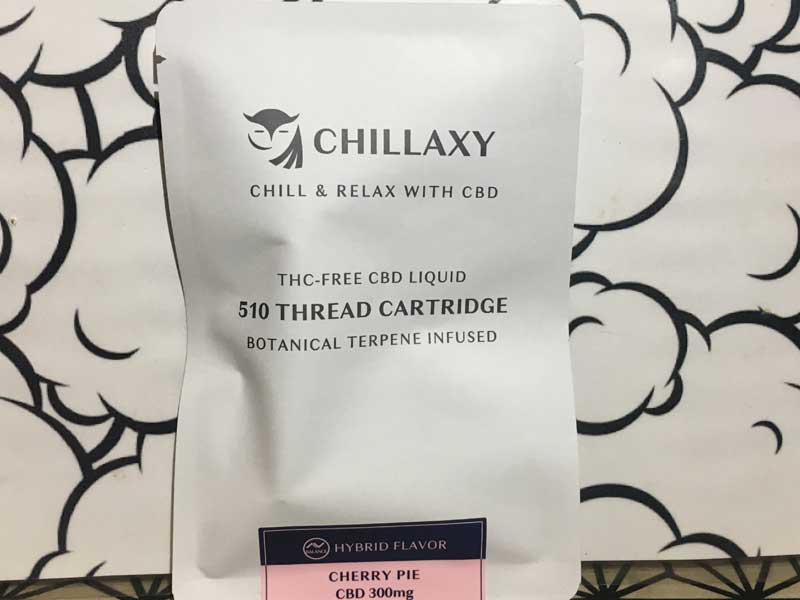 CHILLAXY
CHILL & RELAX WITH CBD
THC-FREE CBD LIQUID
510 THREAD CARTRIDGE
BOTANICAL TERPENE INFUSED
BALANCE HYBRID FLAVOR
CHERRY PIE
CBD 300mg